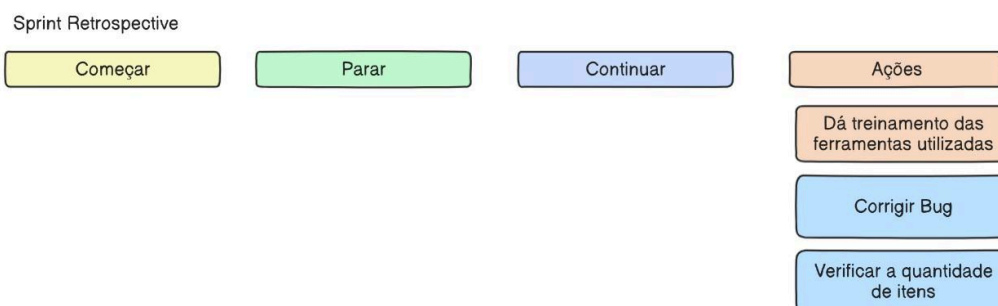 Sprint Retrospective
Começar
Parar
Continuar
Ações
Dá treinamento das
ferramentas utilizadas
Corrigir Bug
Verificar a quantidade
de itens